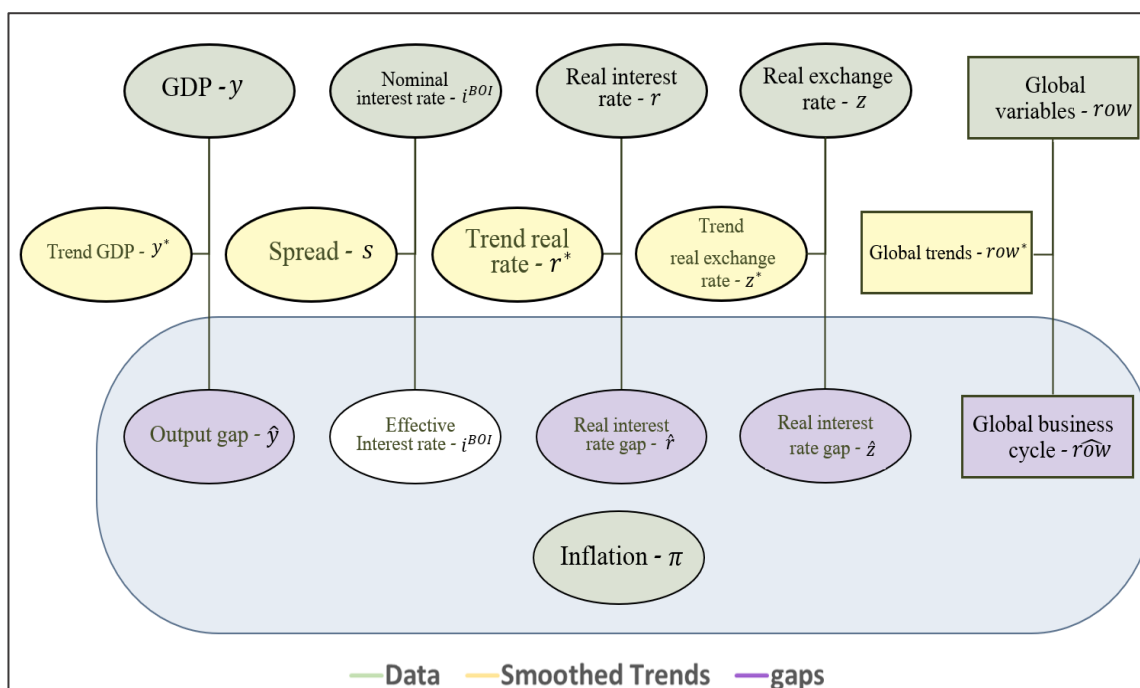 GDP - y
Nominal
interest rate - i^BOI
Real interest
rate - r
Real exchange
rate - z
Global
variables - row
Trend GDP - y*
Spread - s
Trend real
rate - r*
Trend
real exchange
rate - z*
Global trends - row*
Output gap - ŷ
Effective
Interest rate - i^BOI
Real interest
rate gap - r̂
Real interest
rate gap - ẑ
Global business
cycle - rôw
Inflation - π
Data
Smoothed Trends
gaps